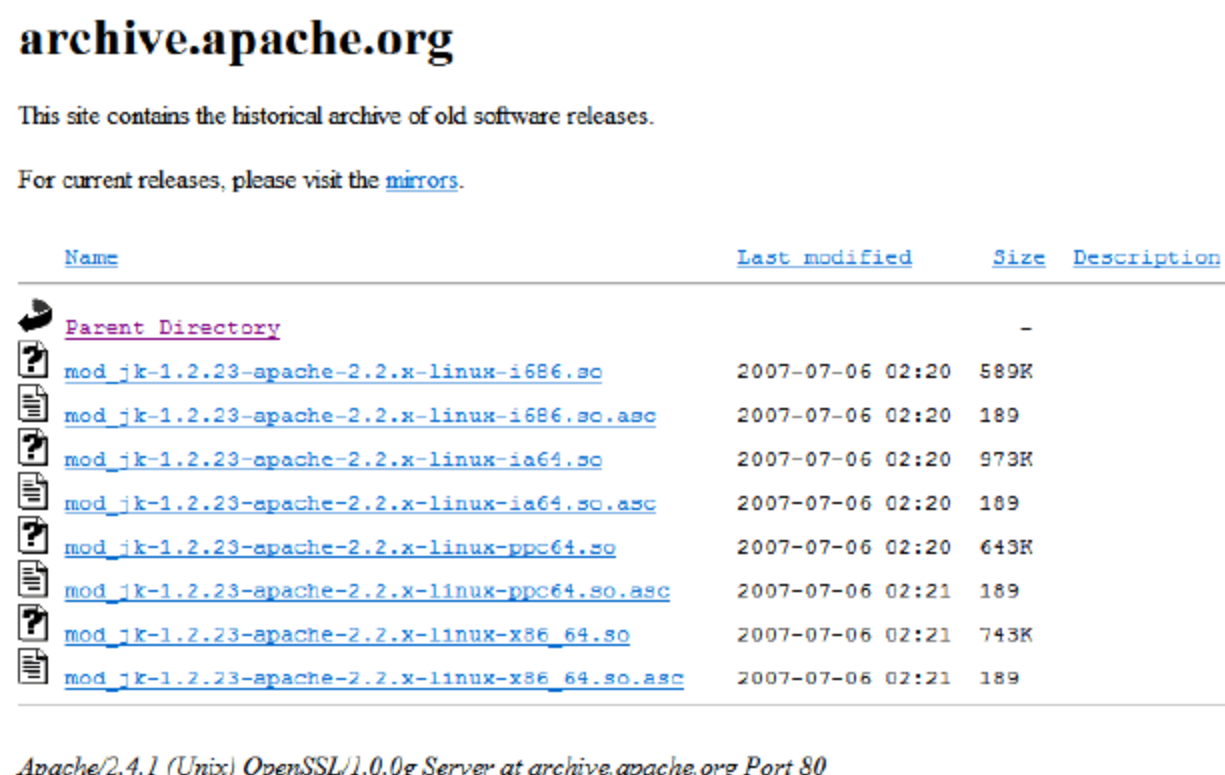 archive.apache.org
This site contains the historical archive of old software releases.
For current releases, please visit the mirrors.
Name Last modified Size Description
Parent Directory -
mod_jk-1.2.23-apache-2.2.x-linux-i686.so 2007-07-06 02:20 589K
mod_jk-1.2.23-apache-2.2.x-linux-i686.so.asc 2007-07-06 02:20 189
mod_jk-1.2.23-apache-2.2.x-linux-ia64.so 2007-07-06 02:20 973K
mod_jk-1.2.23-apache-2.2.x-linux-ia64.so.asc 2007-07-06 02:20 189
mod_jk-1.2.23-apache-2.2.x-linux-ppc64.so 2007-07-06 02:20 643K
mod_jk-1.2.23-apache-2.2.x-linux-ppc64.so.asc 2007-07-06 02:21 189
mod_jk-1.2.23-apache-2.2.x-linux-x86_64.so 2007-07-06 02:21 743K
mod_jk-1.2.23-apache-2.2.x-linux-x86_64.so.asc 2007-07-06 02:21 189
Apache/2.4.1 (Unix) OpenSSL/1.0.0g Server at archive.apache.org Port 80